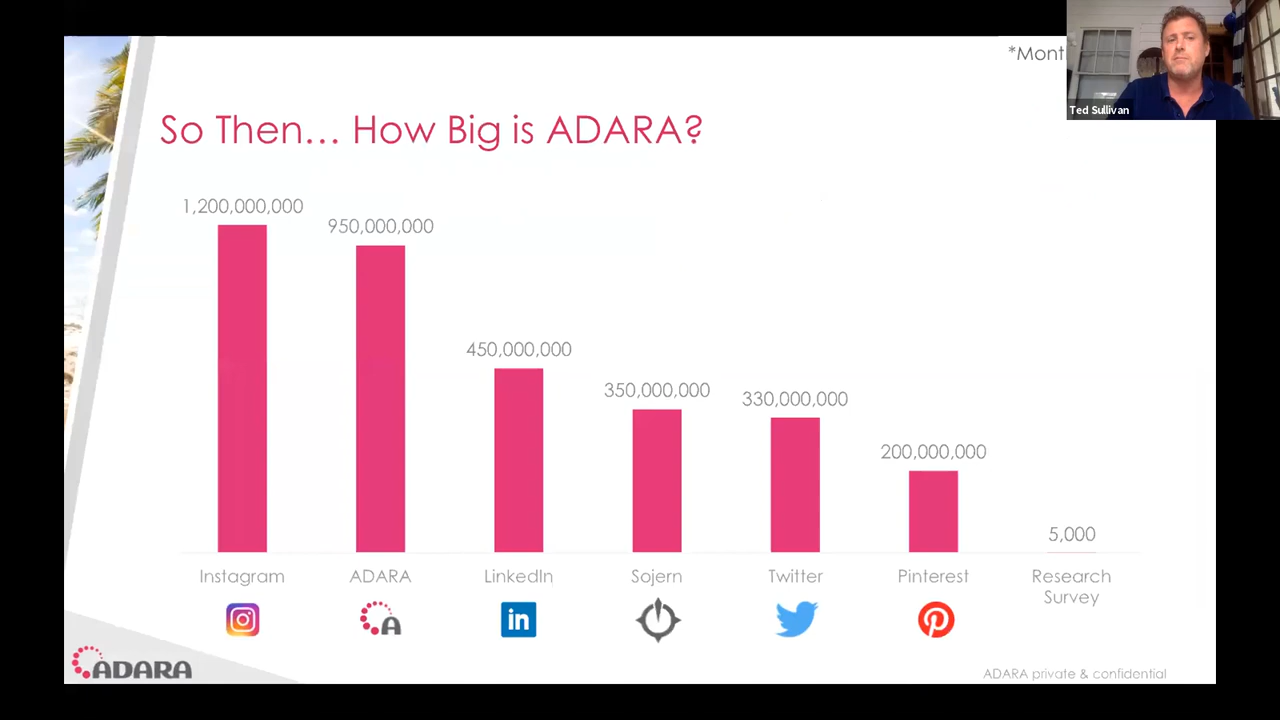 *Mont
Ted Sullivan
So Then... How Big is ADARA?
1,200,000,000
950,000,000
450,000,000
350,000,000
330,000,000
200,000,000
5,000
Instagram
ADARA
LinkedIn
Sojern
Twitter
Pinterest
Research
Survey
in
A
ADARA
ADARA private & confidential